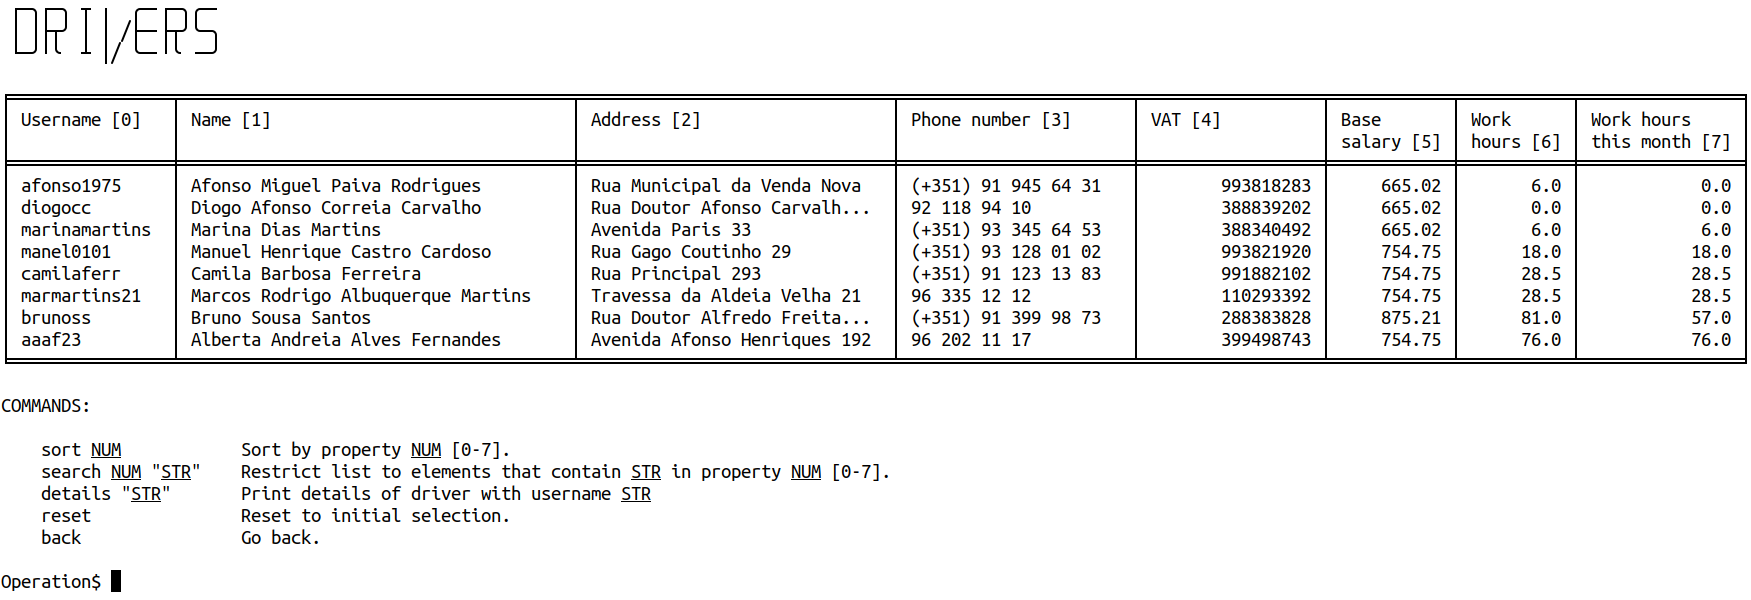 DRIVERS
Username [0] Name [1] Address [2] Phone number [3] VAT [4] Base salary [5] Work hours [6] Work hours this month [7]
afonso1975 Afonso Miguel Paiva Rodrigues Rua Municipal da Venda Nova (+351) 91 945 64 31 993818283 665.02 6.0 0.0
diogocc Diogo Afonso Correia Carvalho Rua Doutor Afonso Carvalh... 92 118 94 10 388839202 665.02 0.0 0.0
marinamartins Marina Dias Martins Avenida Paris 33 (+351) 93 345 64 53 388340492 665.02 6.0 6.0
manel0101 Manuel Henrique Castro Cardoso Rua Gago Coutinho 29 (+351) 93 128 01 02 993821920 754.75 18.0 18.0
camilaferr Camila Barbosa Ferreira Rua Principal 293 (+351) 91 123 13 83 991882102 754.75 28.5 28.5
marmartins21 Marcos Rodrigo Albuquerque Martins Travessa da Aldeia Velha 21 96 335 12 12 110293392 754.75 28.5 28.5
brunoss Bruno Sousa Santos Rua Doutor Alfredo Freita... (+351) 91 399 98 73 288383828 875.21 81.0 57.0
aaaf23 Alberta Andreia Alves Fernandes Avenida Afonso Henriques 192 96 202 11 17 399498743 754.75 76.0 76.0
COMMANDS:
sort NUM Sort by property NUM [0-7].
search NUM "STR" Restrict list to elements that contain STR in property NUM [0-7].
details "STR" Print details of driver with username STR
reset Reset to initial selection.
back Go back.
Operation$